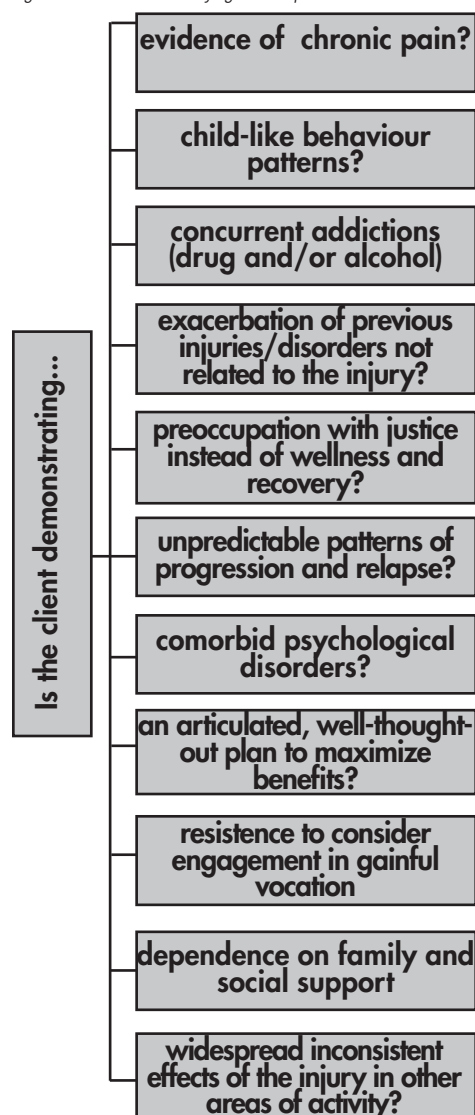 Is the client demonstrating...
evidence of chronic pain?
child-like behaviour
patterns?
concurrent addictions
(drug and/or alcohol)
exacerbation of previous
injuries/disorders not
related to the injury?
preoccupation with justice
instead of wellness and
recovery?
unpredictable patterns of
progression and relapse?
comorbid psychological
disorders?
an articulated, well-thought-
out plan to maximize
benefits?
resistence to consider
engagement in gainful
vocation
dependence on family and
social support
widespread inconsistent
effects of the injury in other
areas of activity?